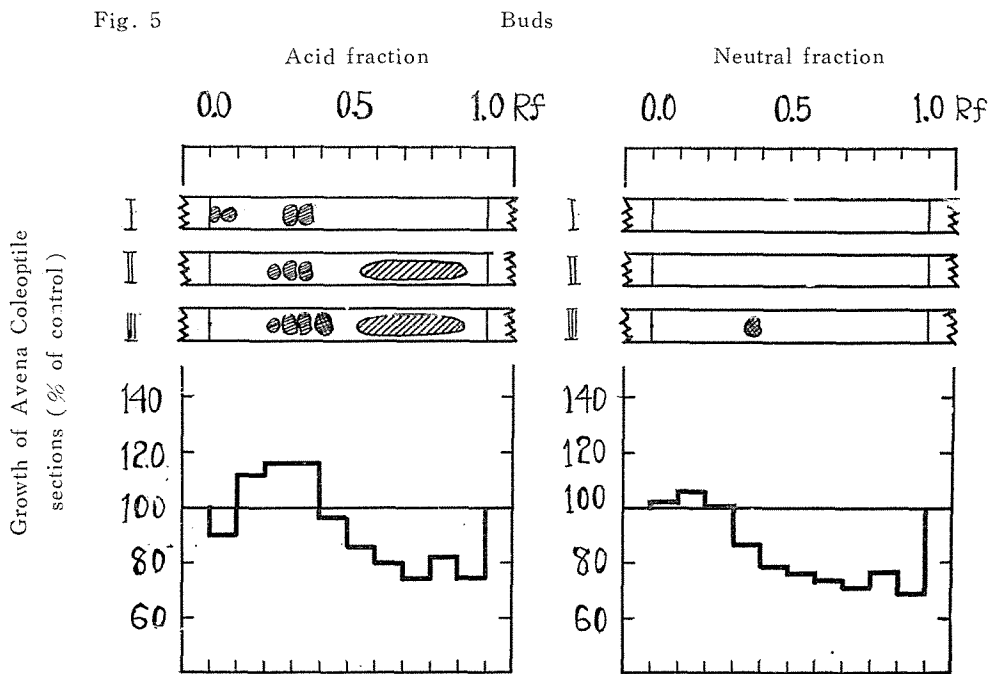 Fig. 5
Buds
Acid fraction
Neutral fraction
0.0 0.5 1.0 Rf
0.0 0.5 1.0 Rf
I
II
III
I
II
III
Growth of Avena Coleoptile
sections (% of control)
140
120
100
80
60
140
120
100
80
60